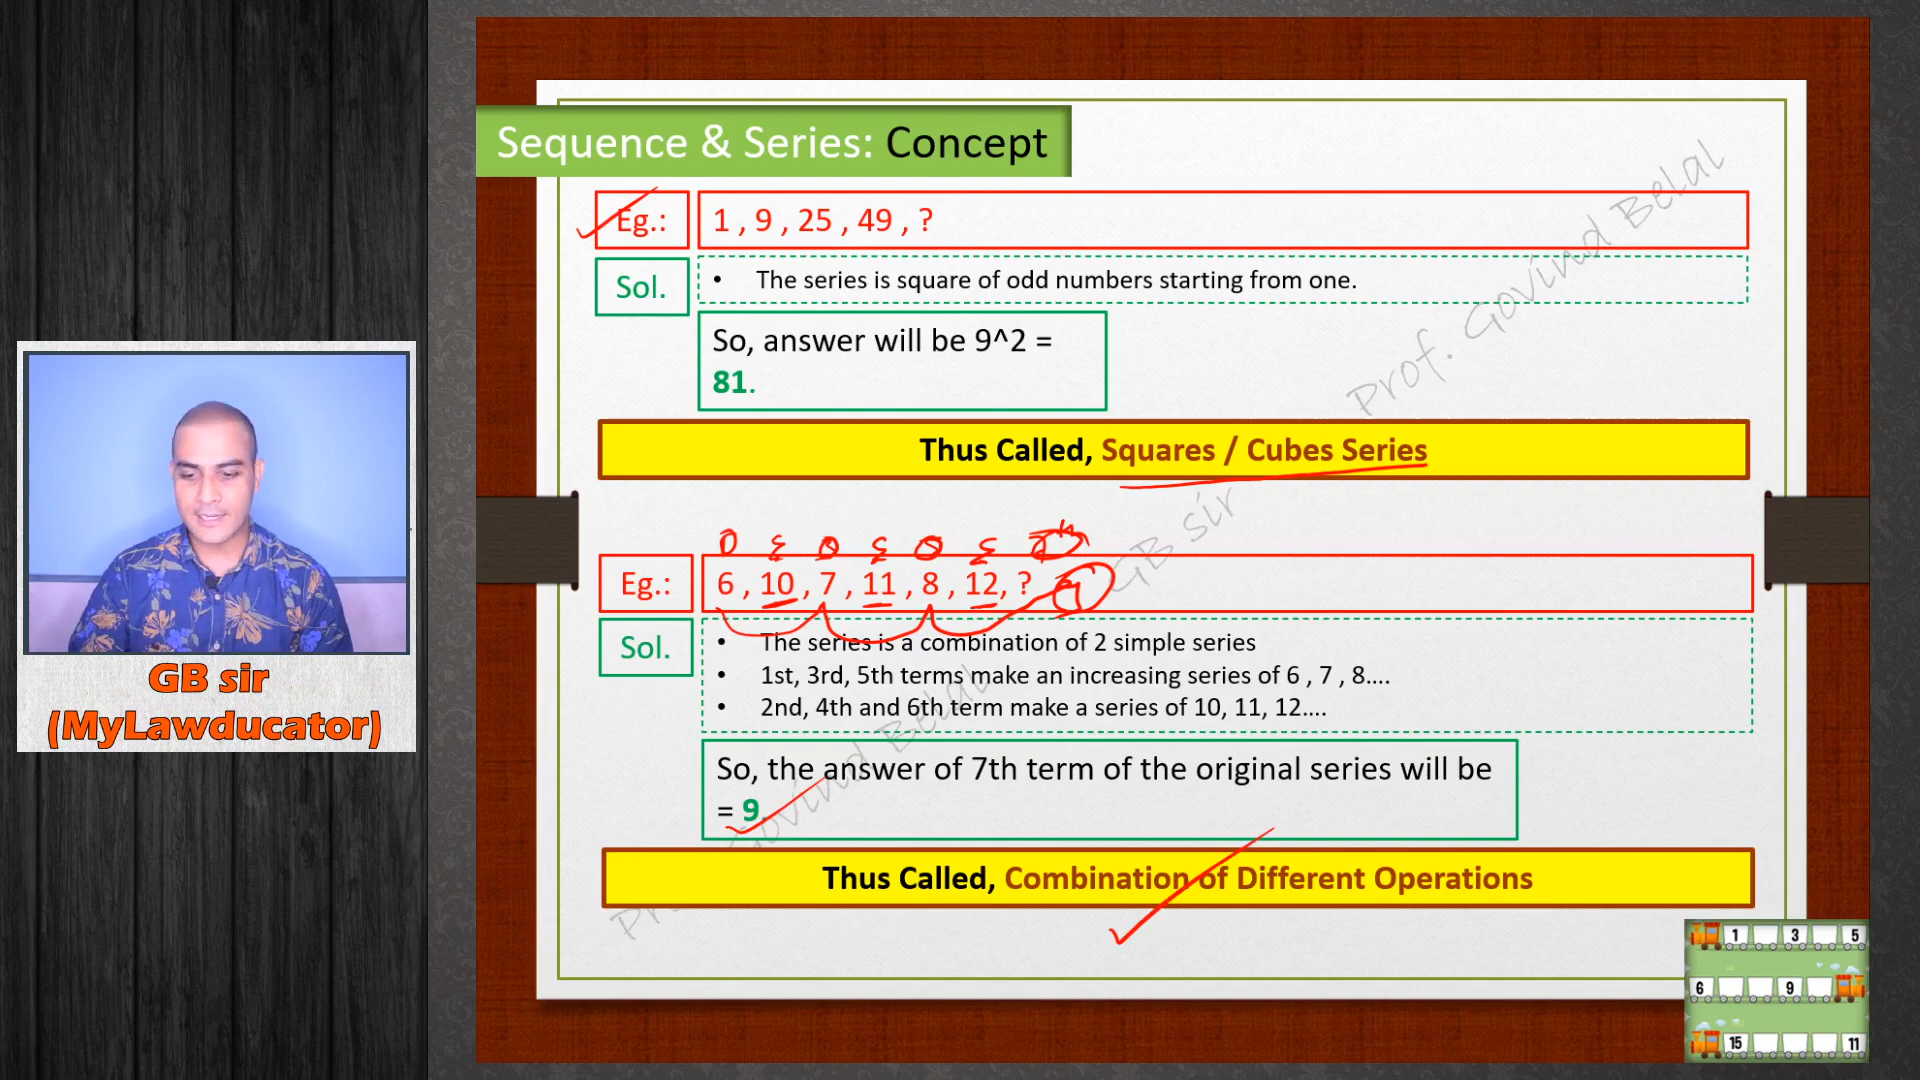 Sequence & Series: Concept
Eg.:
1 , 9 , 25 , 49 , ?
Sol.
• The series is square of odd numbers starting from one.
So, answer will be 9^2 =
81.
Thus Called, Squares / Cubes Series
O E O E O E
Eg.:
6 , 10 , 7 , 11 , 8 , 12, ? 9
Sol.
• The series is a combination of 2 simple series
• 1st, 3rd, 5th terms make an increasing series of 6 , 7 , 8....
• 2nd, 4th and 6th term make a series of 10, 11, 12....
So, the answer of 7th term of the original series will be
= 9.
Thus Called, Combination of Different Operations
Prof. Govind Belal
GB sir
Prof. Govind Belal
GB sir
(MyLawducator)
1 3 5
6 9
15 11